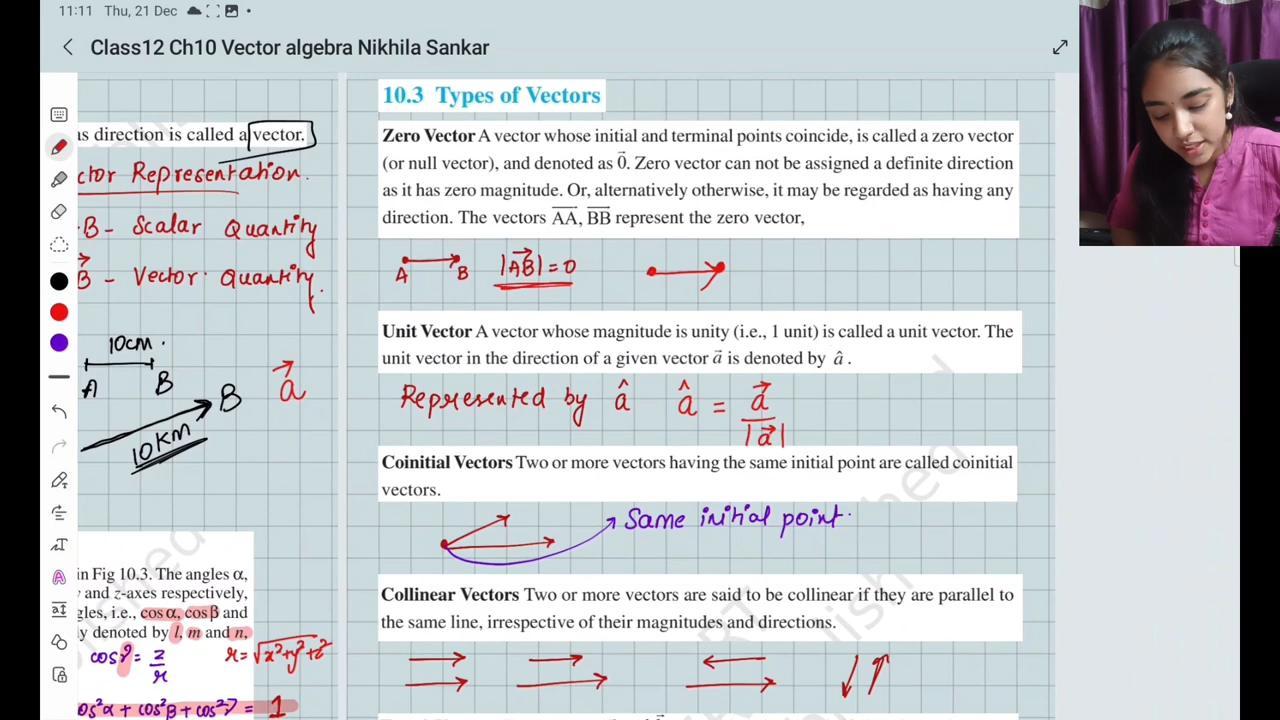 11:11 Thu, 21 Dec
Class12 Ch10 Vector algebra Nikhila Sankar
as direction is called a vector.
ctor Representation.
B - Scalar Quantity
B⃗ - Vector Quantity.
10cm.
A B
B
10 KM
a⃗
in Fig 10.3. The angles α,
and z-axes respectively,
gles, i.e., cos α, cos β and
ly denoted by l, m and n,
cosγ = z/r r = √x²+y²+z²
os²α + cos²β + cos²γ = 1
10.3 Types of Vectors
Zero Vector A vector whose initial and terminal points coincide, is called a zero vector
(or null vector), and denoted as 0⃗. Zero vector can not be assigned a definite direction
as it has zero magnitude. Or, alternatively otherwise, it may be regarded as having any
direction. The vectors AA⃗, BB⃗ represent the zero vector,
A B |AB⃗| = 0
Unit Vector A vector whose magnitude is unity (i.e., 1 unit) is called a unit vector. The
unit vector in the direction of a given vector a⃗ is denoted by â.
Represented by â â = a⃗/|a⃗|
Coinitial Vectors Two or more vectors having the same initial point are called coinitial
vectors.
Same initial point.
Collinear Vectors Two or more vectors are said to be collinear if they are parallel to
the same line, irrespective of their magnitudes and directions.